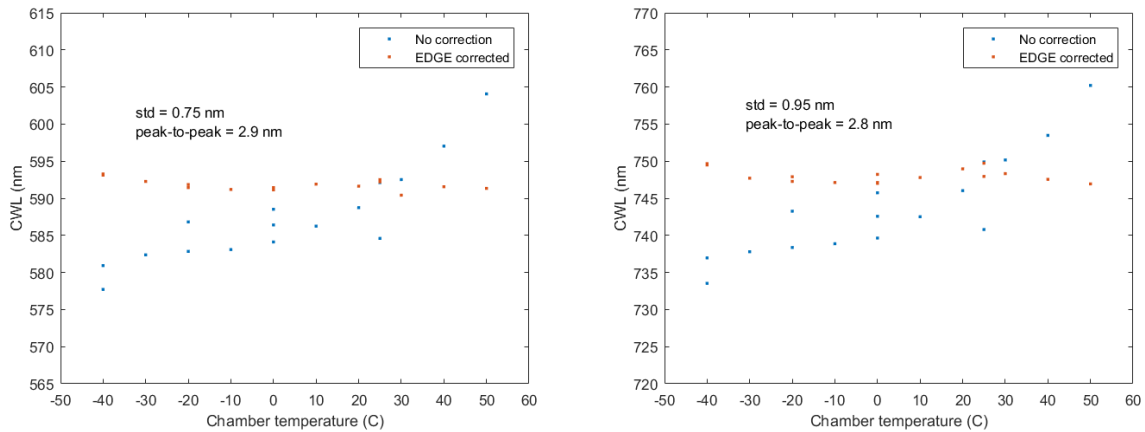 615
610
605
600
595
590
585
580
575
570
565
CWL (nm
-50 -40 -30 -20 -10 0 10 20 30 40 50 60
Chamber temperature (C)
No correction
EDGE corrected
std = 0.75 nm
peak-to-peak = 2.9 nm
770
765
760
755
750
745
740
735
730
725
720
CWL (nm
-50 -40 -30 -20 -10 0 10 20 30 40 50 60
Chamber temperature (C)
No correction
EDGE corrected
std = 0.95 nm
peak-to-peak = 2.8 nm